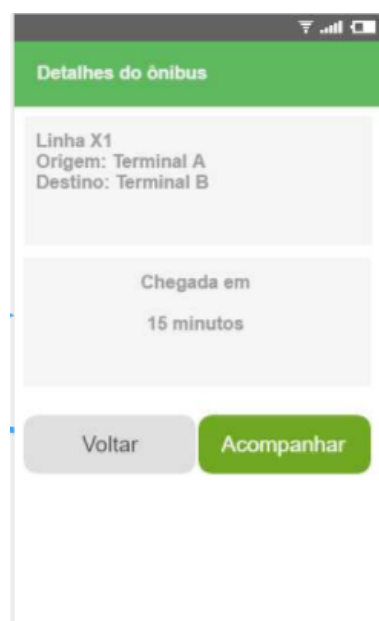 Detalhes do ônibus
Linha X1
Origem: Terminal A
Destino: Terminal B
Chegada em
15 minutos
Voltar
Acompanhar